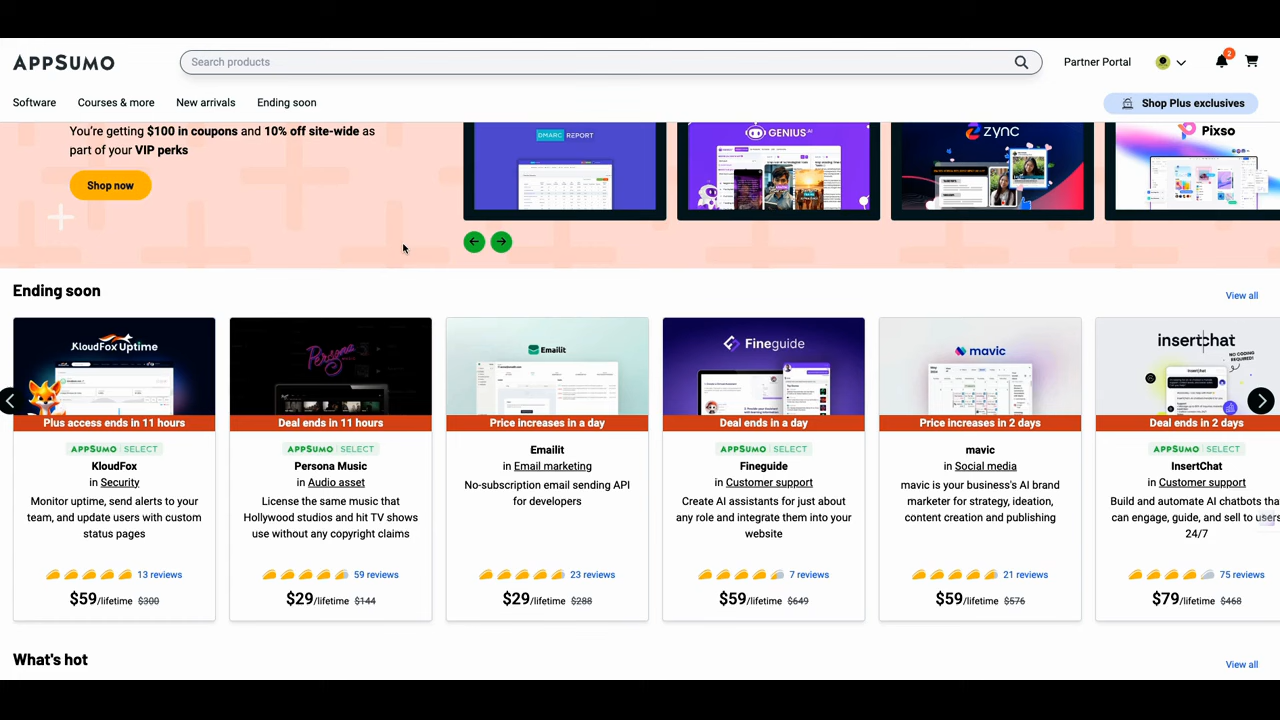 APPSUMO
Search products
Partner Portal
2
Software
Courses & more
New arrivals
Ending soon
Shop Plus exclusives
You're getting $100 in coupons and 10% off site-wide as
part of your VIP perks
Shop now
DMARC REPORT
GENIUS AI
ZYNC
Pixso
Ending soon
View all
KloudFox Uptime
Plus access ends in 11 hours
APPSUMO SELECT
KloudFox
in Security
Monitor uptime, send alerts to your
team, and update users with custom
status pages
13 reviews
$59/lifetime $300
Persona MUSIC
Deal ends in 11 hours
APPSUMO SELECT
Persona Music
in Audio asset
License the same music that
Hollywood studios and hit TV shows
use without any copyright claims
59 reviews
$29/lifetime $144
Emailit
Price increases in a day
Emailit
in Email marketing
No-subscription email sending API
for developers
23 reviews
$29/lifetime $288
Fineguide
Deal ends in a day
APPSUMO SELECT
Fineguide
in Customer support
Create AI assistants for just about
any role and integrate them into your
website
7 reviews
$59/lifetime $649
mavic
Price increases in 2 days
mavic
in Social media
mavic is your business's AI brand
marketer for strategy, ideation,
content creation and publishing
21 reviews
$59/lifetime $576
insertchat
NO CODING
REQUIRED!
Deal ends in 2 days
APPSUMO SELECT
InsertChat
in Customer support
Build and automate AI chatbots tha
can engage, guide, and sell to users
24/7
75 reviews
$79/lifetime $468
What's hot
View all